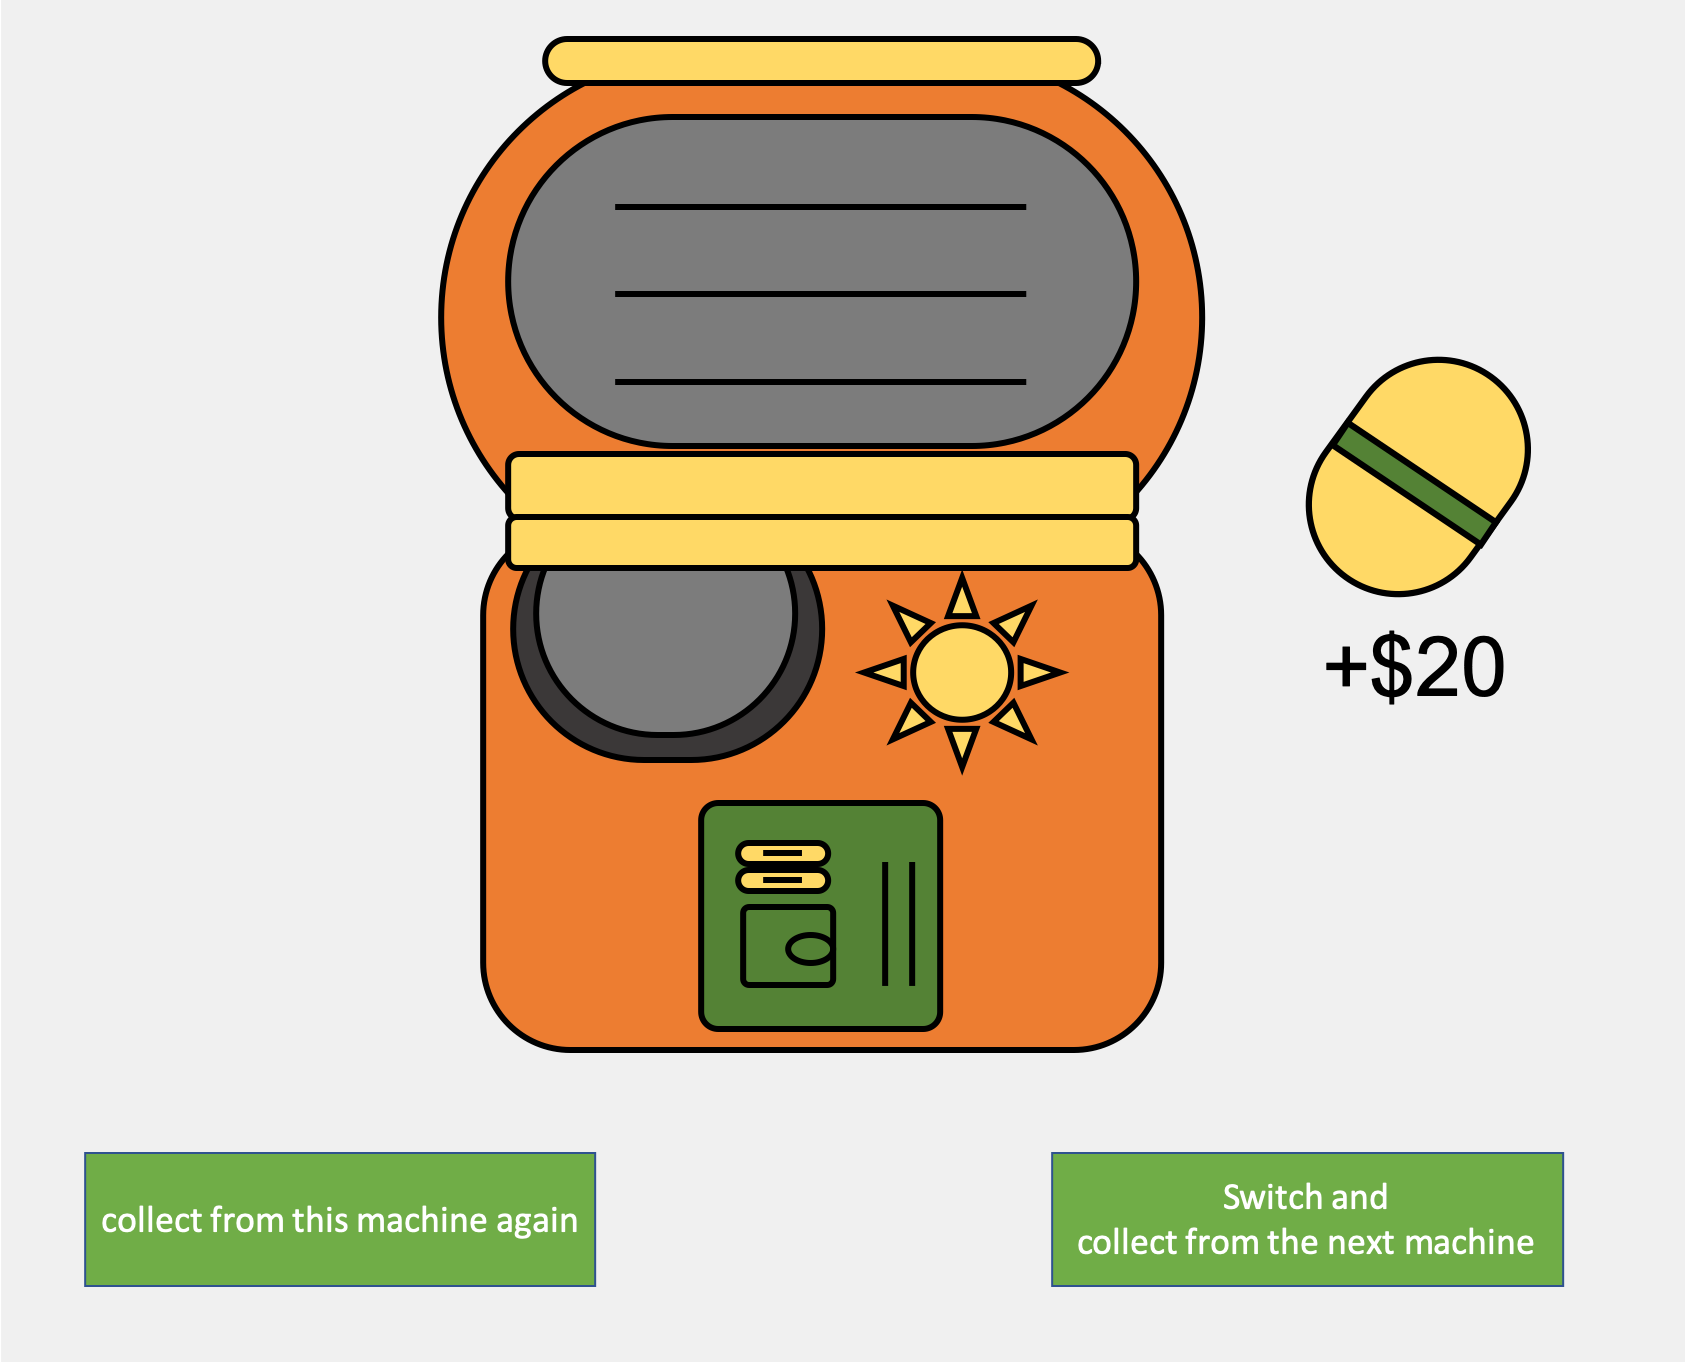 +$20
collect from this machine again
Switch and
collect from the next machine